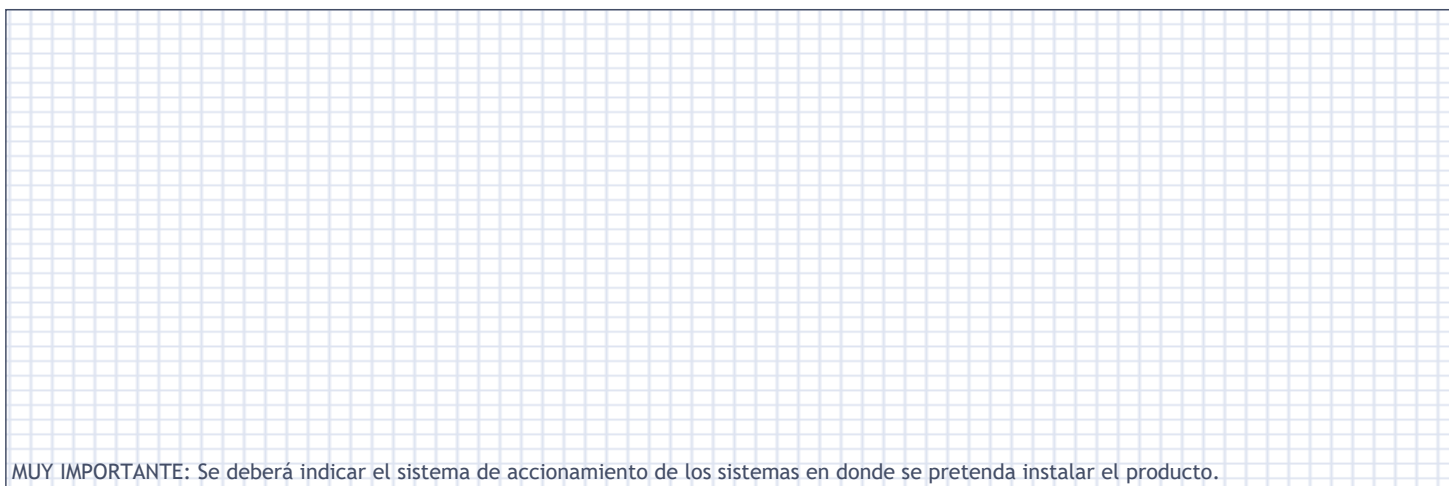 MUY IMPORTANTE: Se deberá indicar el sistema de accionamiento de los sistemas en donde se pretenda instalar el producto.